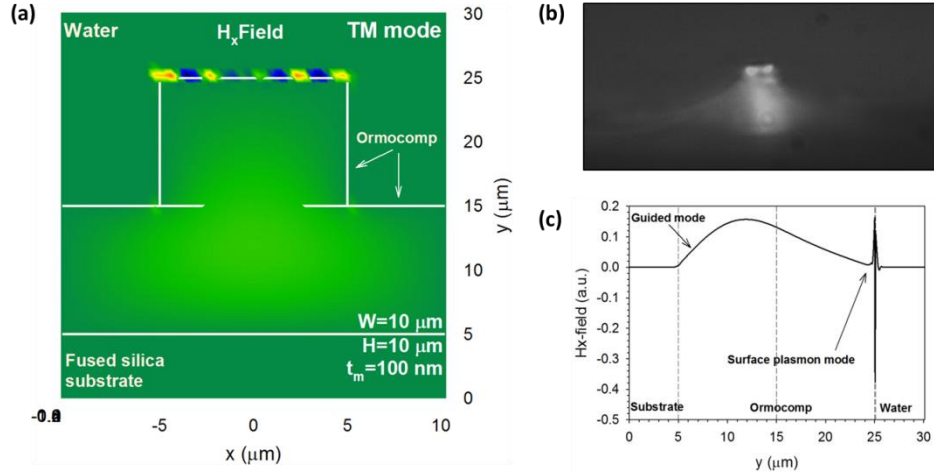 (a)
Water
HxField
TM mode
30
25
20
15
10
5
0
y (μm)
Ormocomp
W=10 μm
H=10 μm
tm=100 nm
Fused silica
substrate
-5
0
5
10
x (μm)
(b)
(c)
0.2
0.1
0.0
-0.1
-0.2
-0.3
-0.4
-0.5
Hx-field (a.u.)
Guided mode
Surface plasmon mode
Substrate
Ormocomp
Water
0
5
10
15
20
25
30
y (μm)